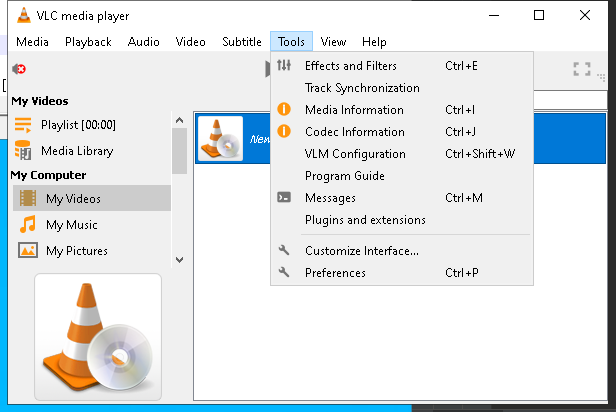 VLC media player
Media Playback Audio Video Subtitle Tools View Help
My Videos
Playlist [00:00]
Media Library
My Computer
My Videos
My Music
My Pictures
New
Effects and Filters Ctrl+E
Track Synchronization
Media Information Ctrl+I
Codec Information Ctrl+J
VLM Configuration Ctrl+Shift+W
Program Guide
Messages Ctrl+M
Plugins and extensions
Customize Interface...
Preferences Ctrl+P